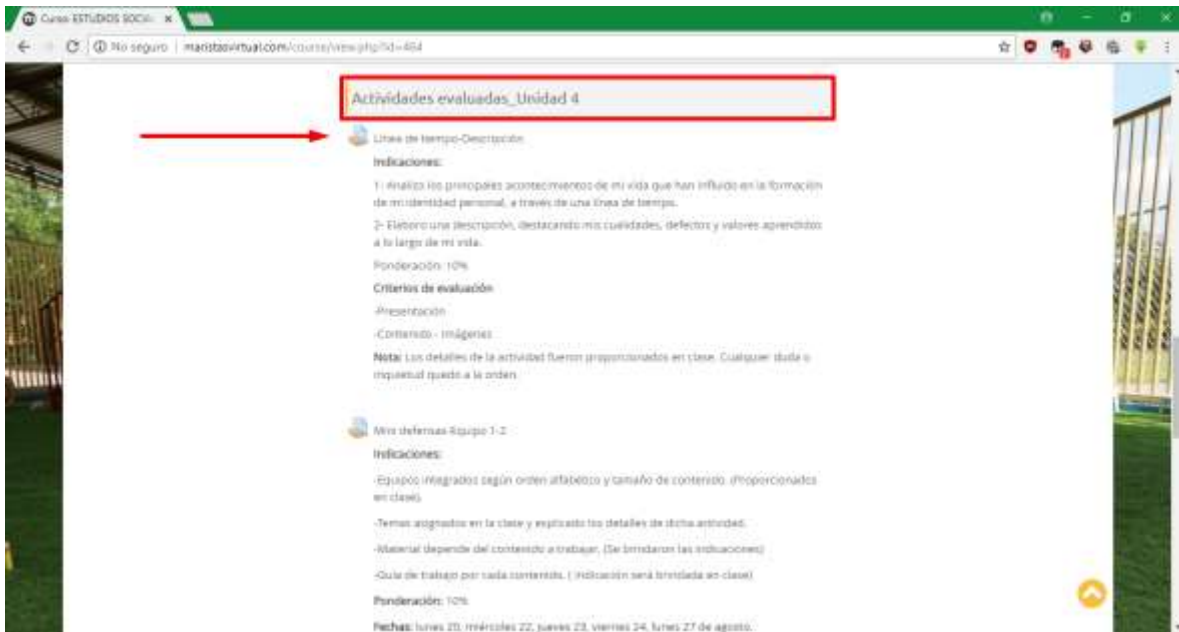 Curso ESTUDIOS SOCIA
No seguro | maristasvirtual.com/course/view.php?id=464
Actividades evaluadas_Unidad 4
Línea de tiempo-Descripción
Indicaciones:
1- Analizo los principales acontecimientos de mi vida que han influido en la formación
de mi identidad personal, a través de una línea de tiempo.
2- Elaboro una descripción, destacando mis cualidades, defectos y valores aprendidos
a lo largo de mi vida.
Ponderación: 10%
Criterios de evaluación
-Presentación
-Contenido - Imágenes
Nota: Los detalles de la actividad fueron proporcionados en clase. Cualquier duda o
inquietud quedo a la orden.
Mini defensas Equipo 1-2
Indicaciones:
-Equipos integrados según orden alfabético y tamaño de contenido. (Proporcionados
en clase).
-Temas asignados en la clase y explicado los detalles de dicha actividad.
-Material depende del contenido a trabajar. (Se brindaron las indicaciones)
-Guía de trabajo por cada contenido. ( Indicación será brindada en clase)
Ponderación: 10%
Fechas: lunes 20, miércoles 22, jueves 23, viernes 24, lunes 27 de agosto.